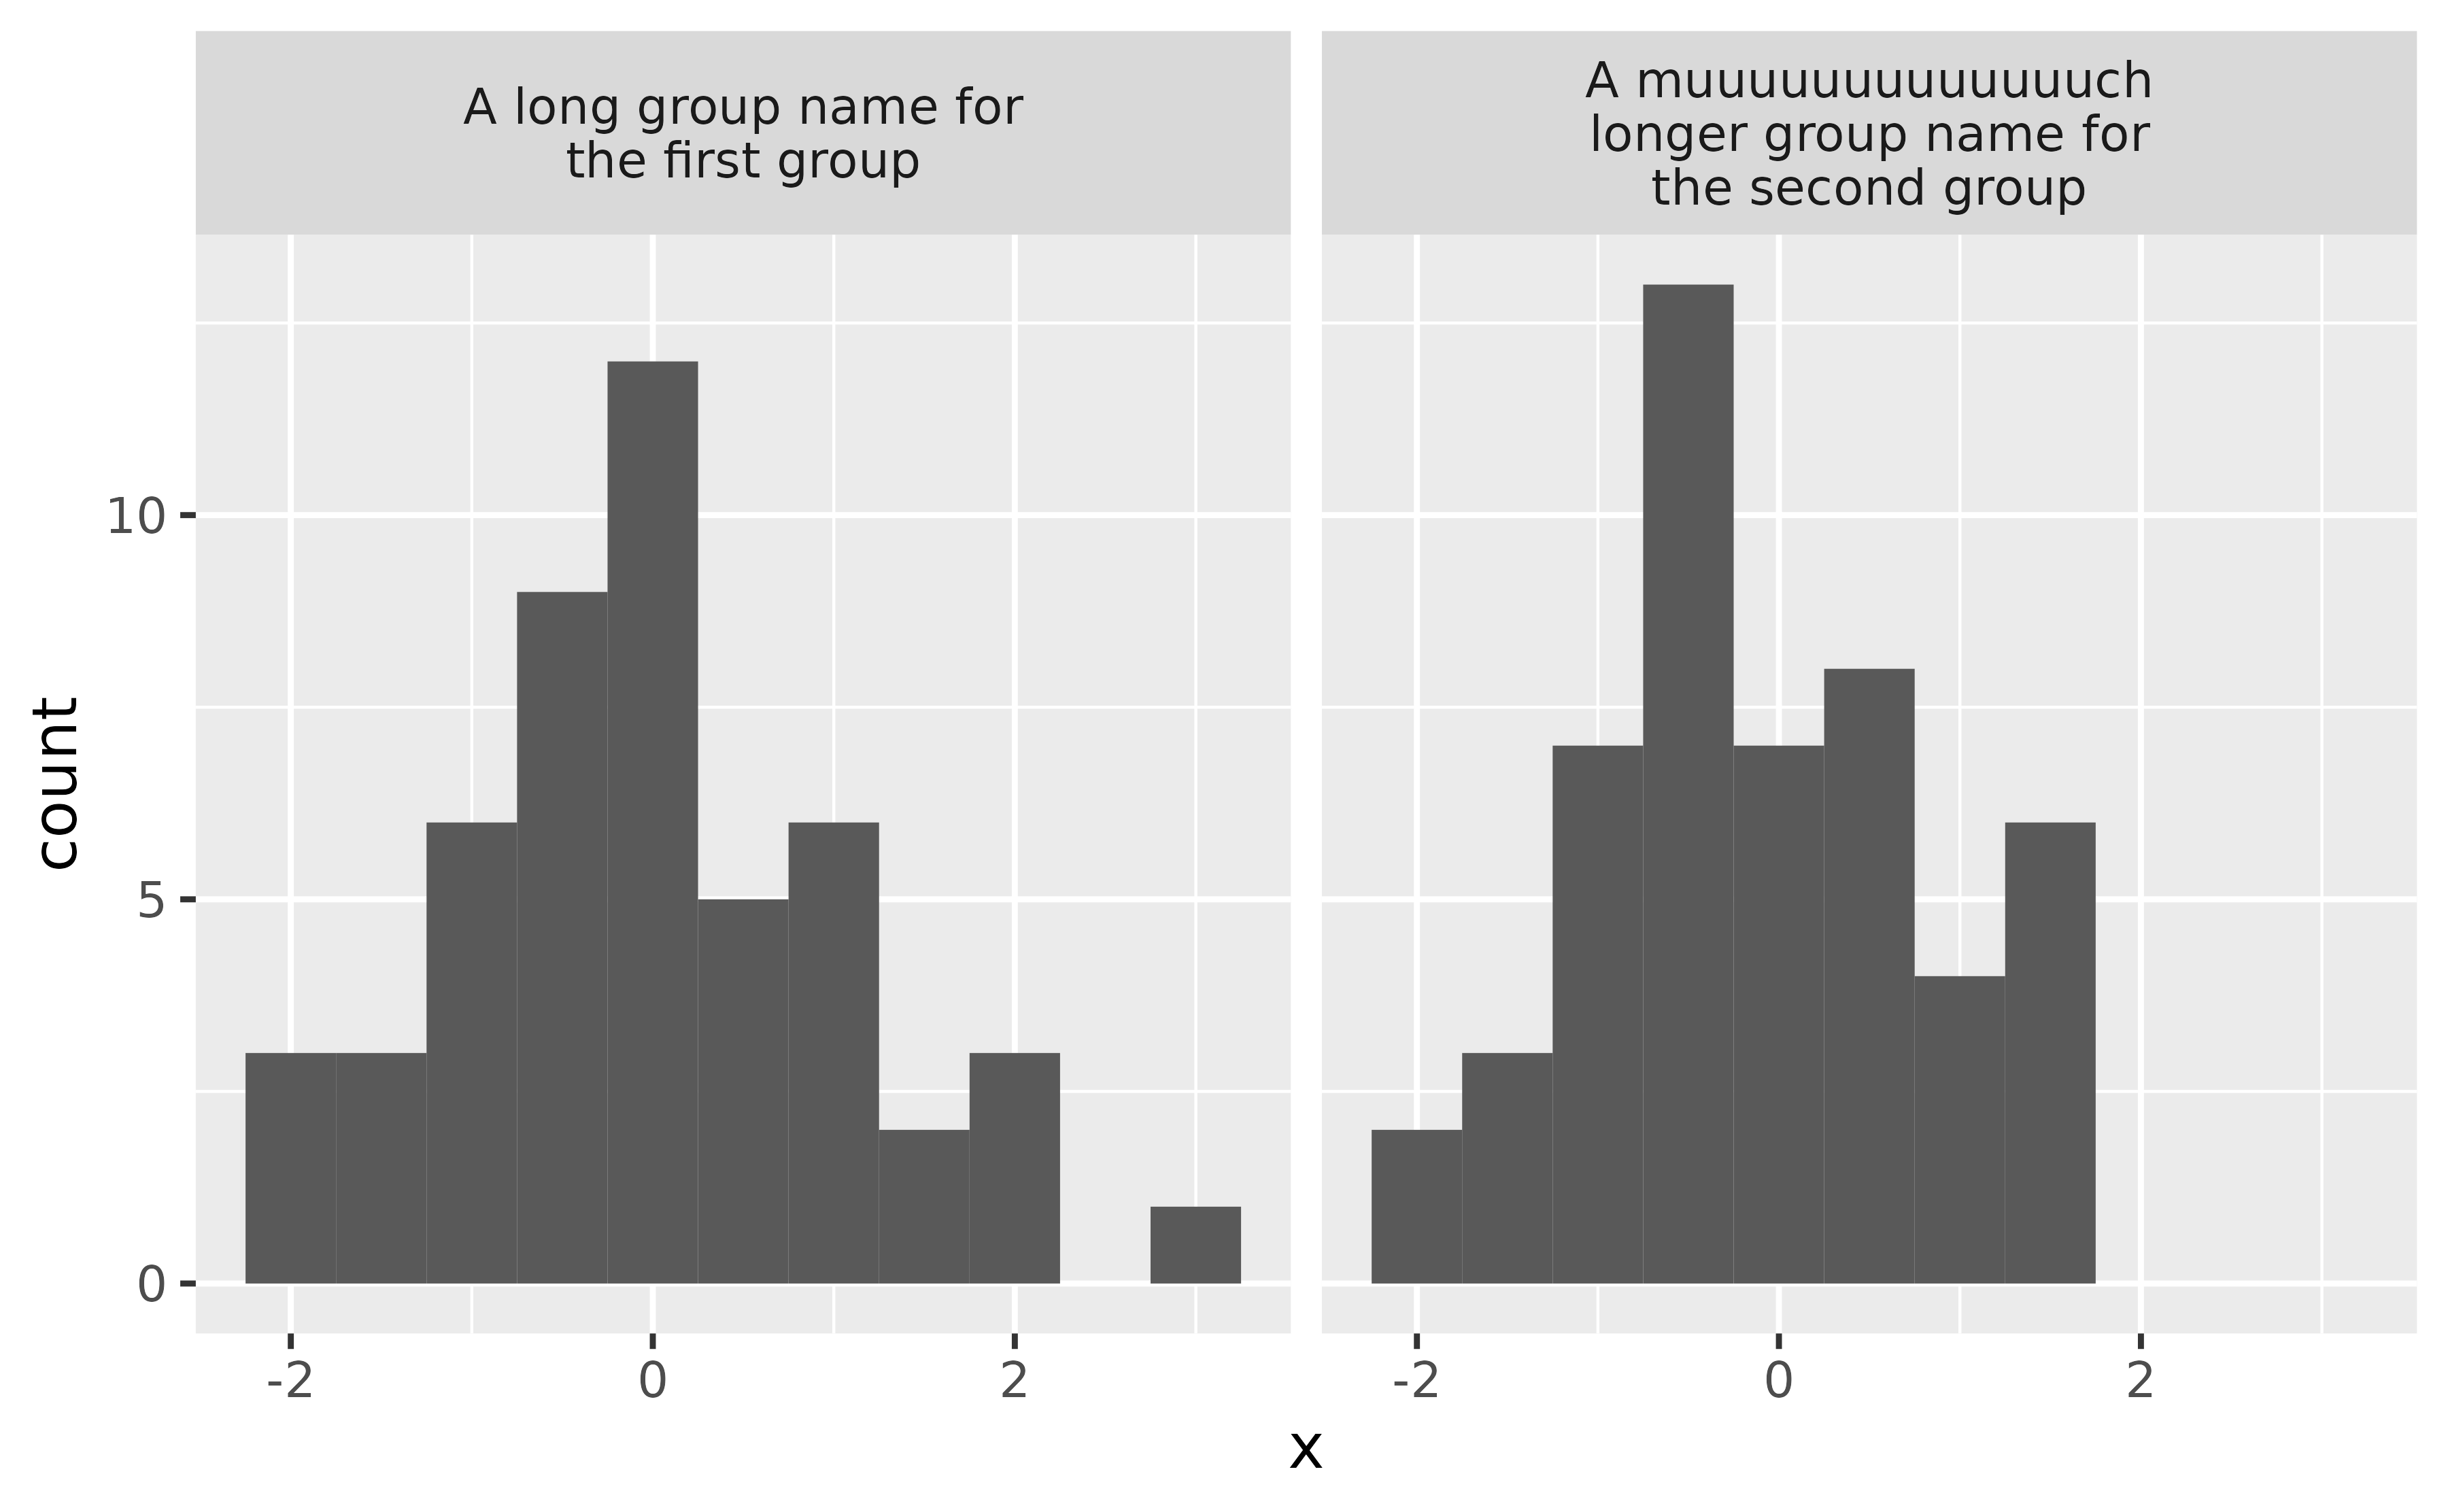 A long group name for
the first group
A muuuuuuuuuuuuuuch
longer group name for
the second group
count
10
5
0
-2
0
2
-2
0
2
x